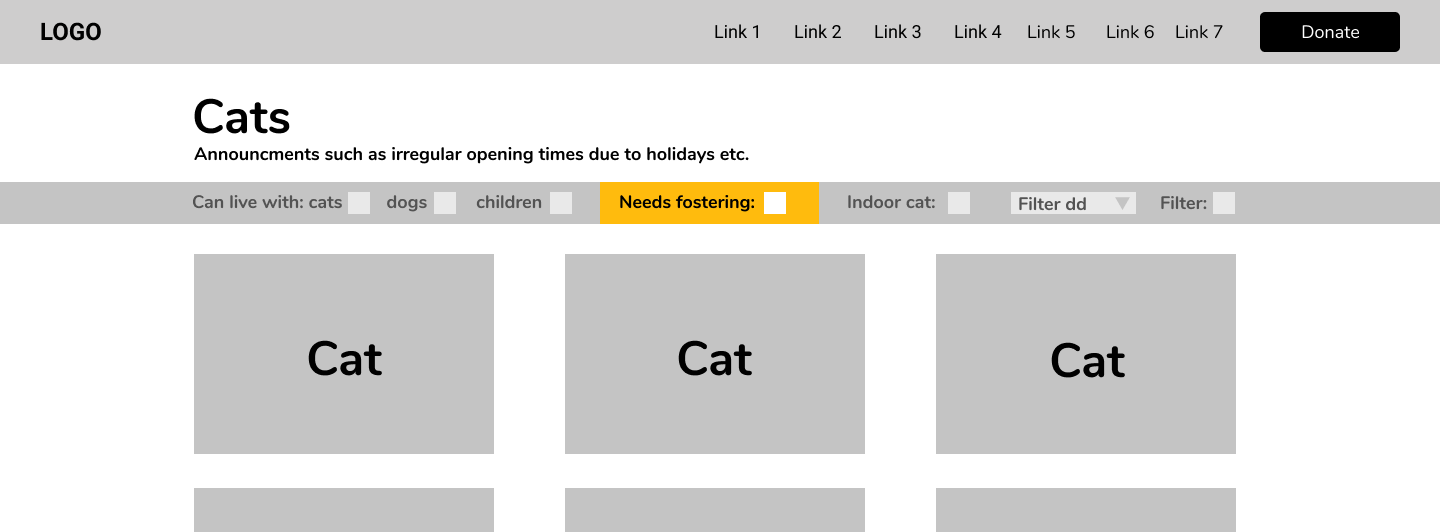 LOGO Link 1 Link 2 Link 3 Link 4 Link 5 Link 6 Link 7 Donate
Cats
Announcments such as irregular opening times due to holidays etc.
Can live with: cats dogs children Needs fostering: Indoor cat: Filter dd Filter:
Cat Cat Cat